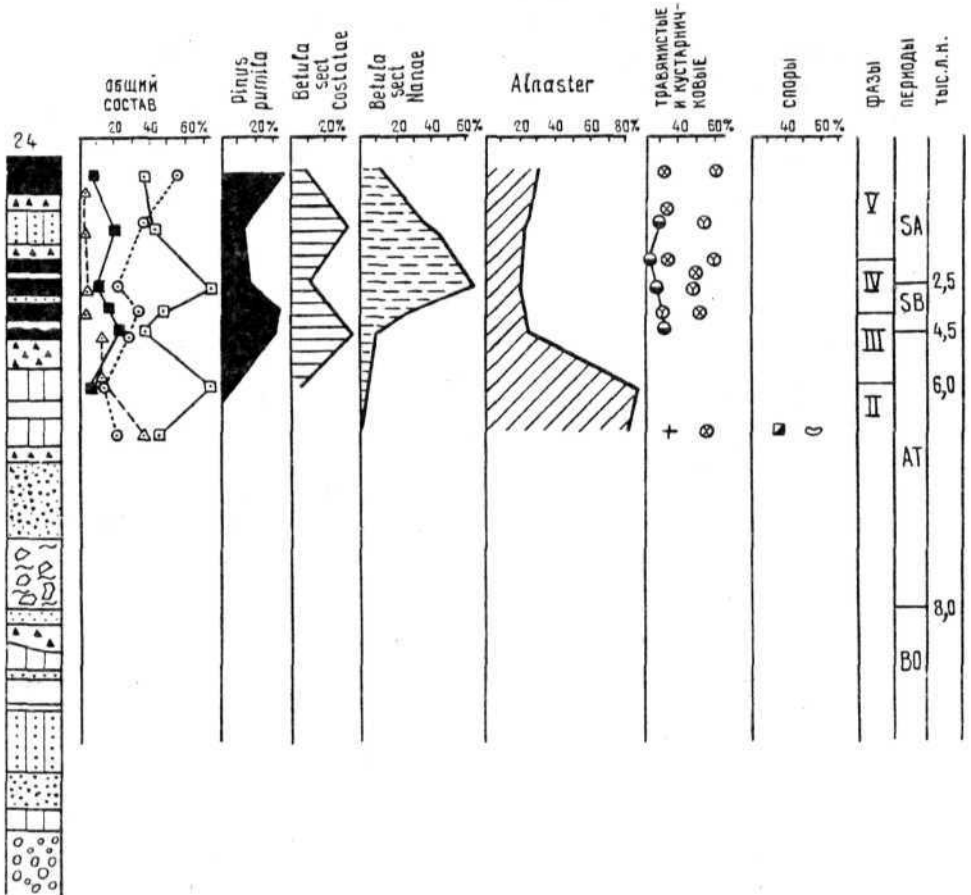 24
ОБЩИЙ
СОСТАВ
20 40 60%
Pinus
pumila
20%
Betula
sect
Costatae
20%
Betula
sect
Nanae
40 60%
Alnaster
20 40 60 80%
ТРАВЯНИСТЫЕ
И КУСТАРНИЧ-
КОВЫЕ
40 60%
СПОРЫ
40 60%
ФАЗЫ
ПЕРИОДЫ
ТЫС.Л.Н.
V
IV
III
II
SA
SB
AT
BO
2,5
4,5
6,0
8,0